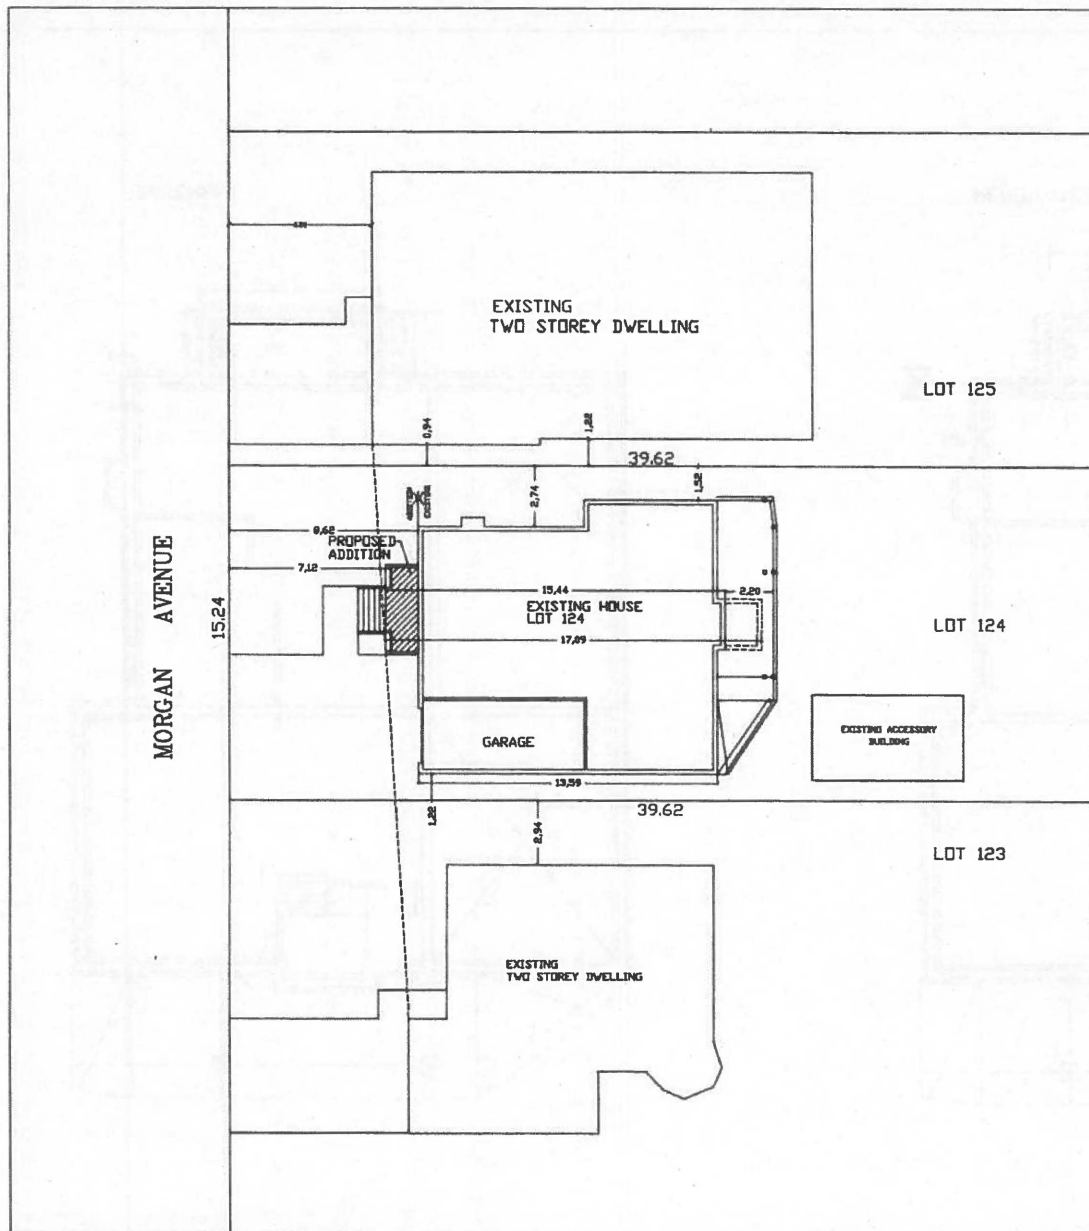 EXISTING
TWO STOREY DWELLING
LOT 125
0,94
1,22
39.62
2,74
1,52
PROPOSED
ADDITION
7,12
15,44
2,20
EXISTING HOUSE
LOT 124
17,09
MORGAN AVENUE
15.24
LOT 124
GARAGE
EXISTING ACCESSORY
BUILDING
13,59
1,22
39.62
2,94
LOT 123
EXISTING
TWO STOREY DWELLING